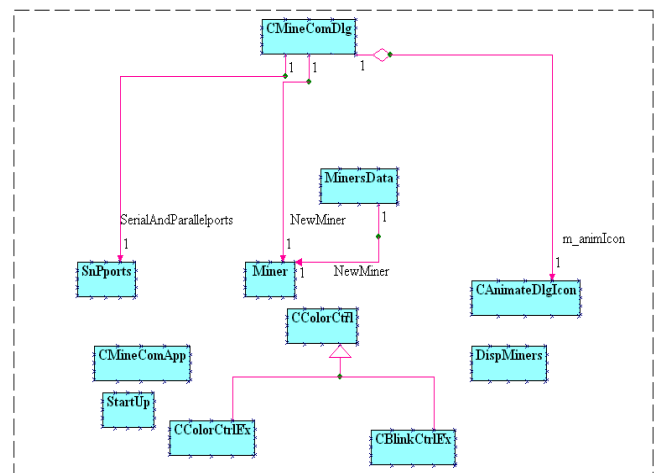 CMineComDlg
1
1
1
MinersData
1
SerialAndParallelports
NewMiner
1
1
m_animIcon
1
SnPports
Miner
1
NewMiner
CAnimateDlgIcon
CColorCtrl
CMineComApp
DispMiners
StartUp
CColorCtrlEx
CBlinkCtrlEx